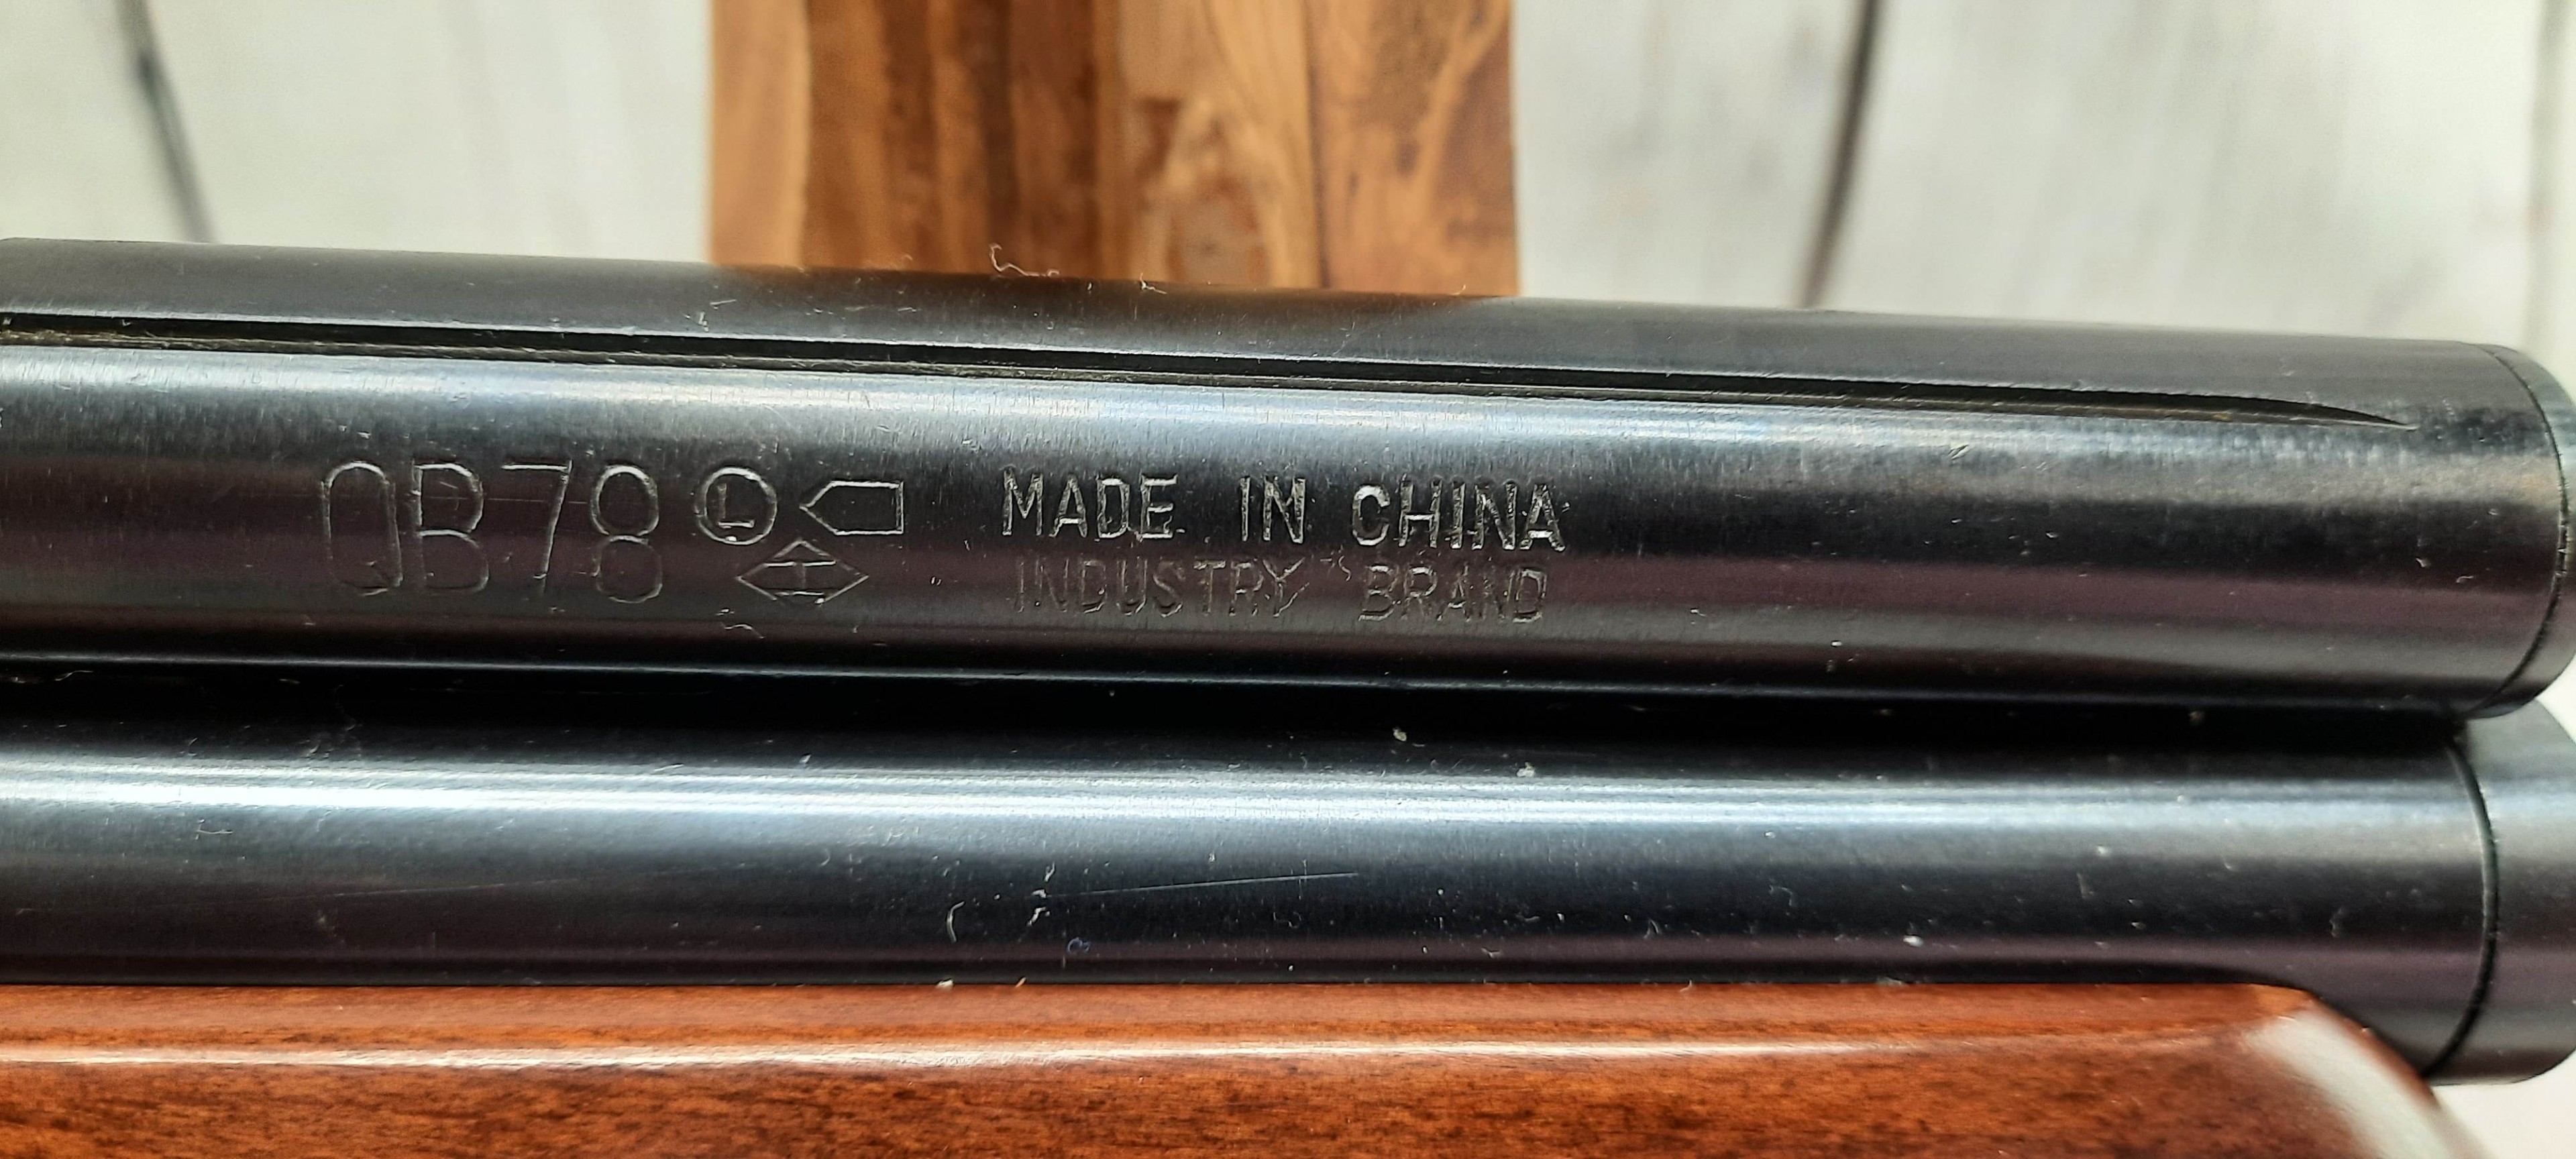 QB78 L MADE IN CHINA
H INDUSTRY BRAND